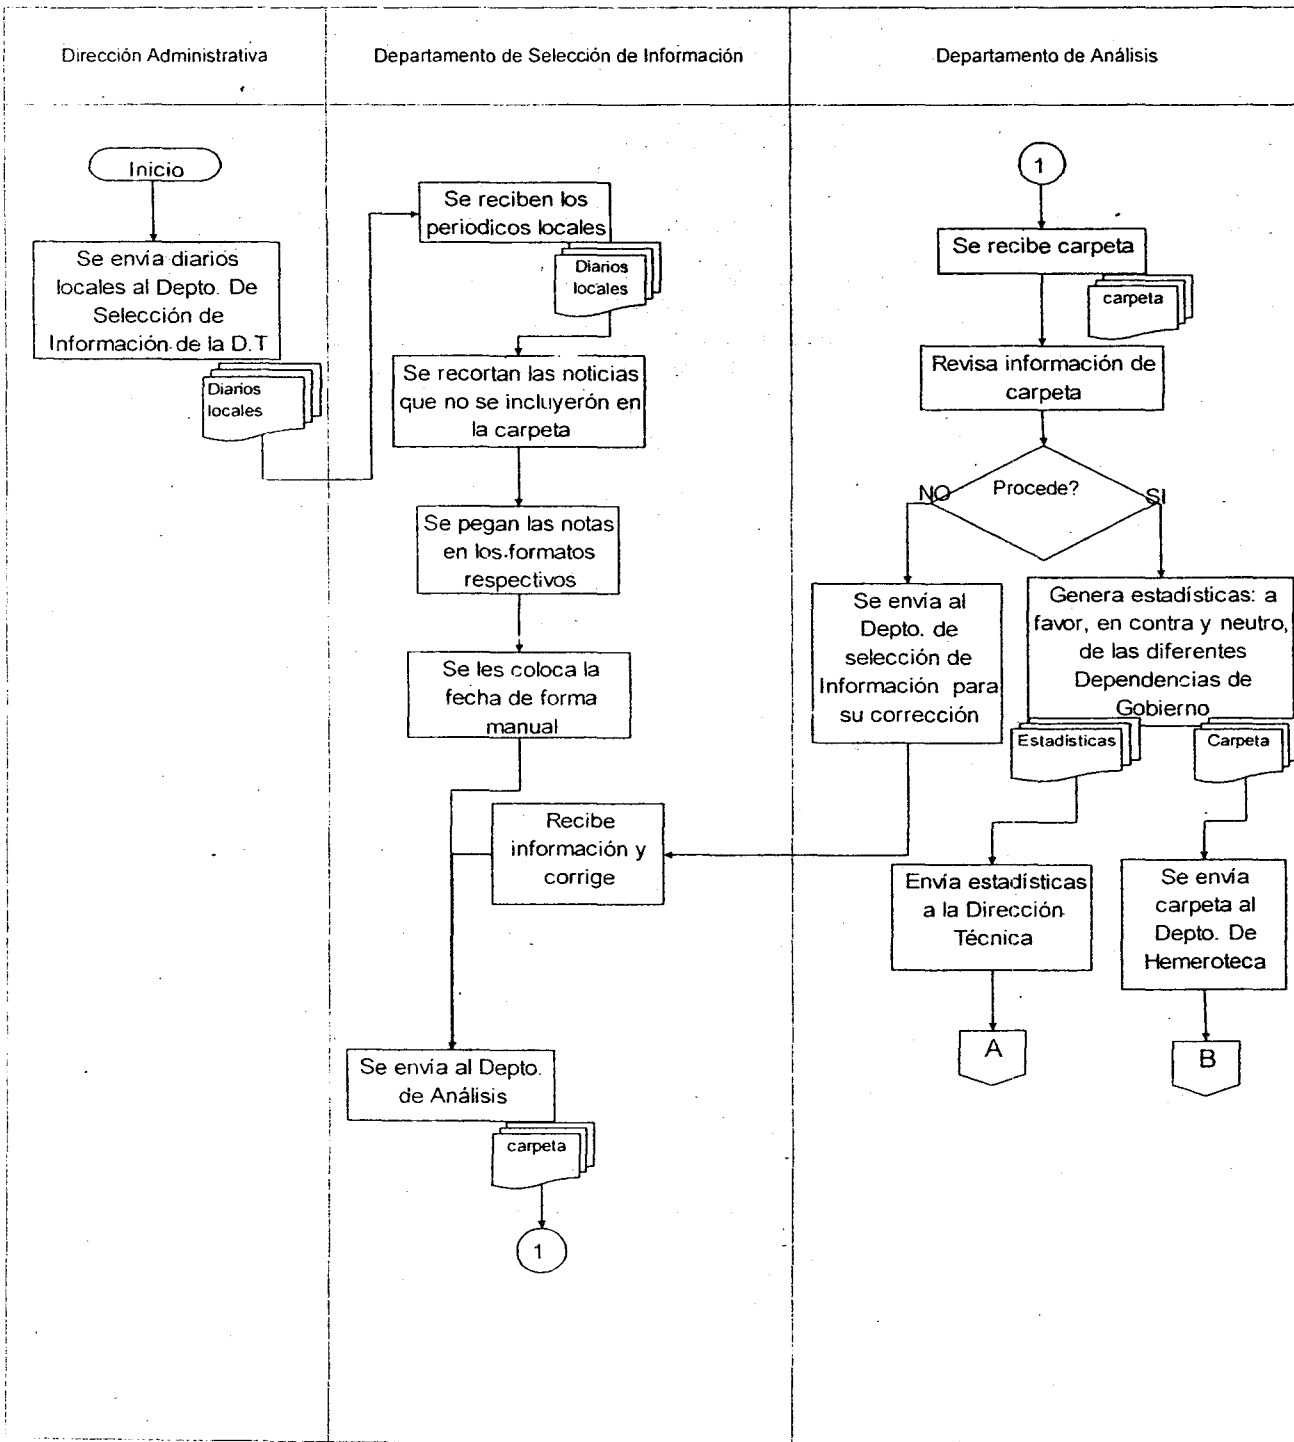 Dirección Administrativa
Departamento de Selección de Información
Departamento de Análisis
Inicio
Se envía diarios
locales al Depto. De
Selección de
Información de la D.T
Diarios
locales
Se reciben los
periodicos locales
Diarios
locales
Se recortan las noticias
que no se incluyerón en
la carpeta
Se pegan las notas
en los formatos
respectivos
Se les coloca la
fecha de forma
manual
Recibe
información y
corrige
Se envía al Depto.
de Análisis
carpeta
1
1
Se recibe carpeta
carpeta
Revisa información de
carpeta
Procede?
NO
SI
Se envía al
Depto. de
selección de
Información para
su corrección
Genera estadísticas: a
favor, en contra y neutro,
de las diferentes
Dependencias de
Gobierno
Estadísticas
Carpeta
Envía estadísticas
a la Dirección
Técnica
Se envía
carpeta al
Depto. De
Hemeroteca
A
B